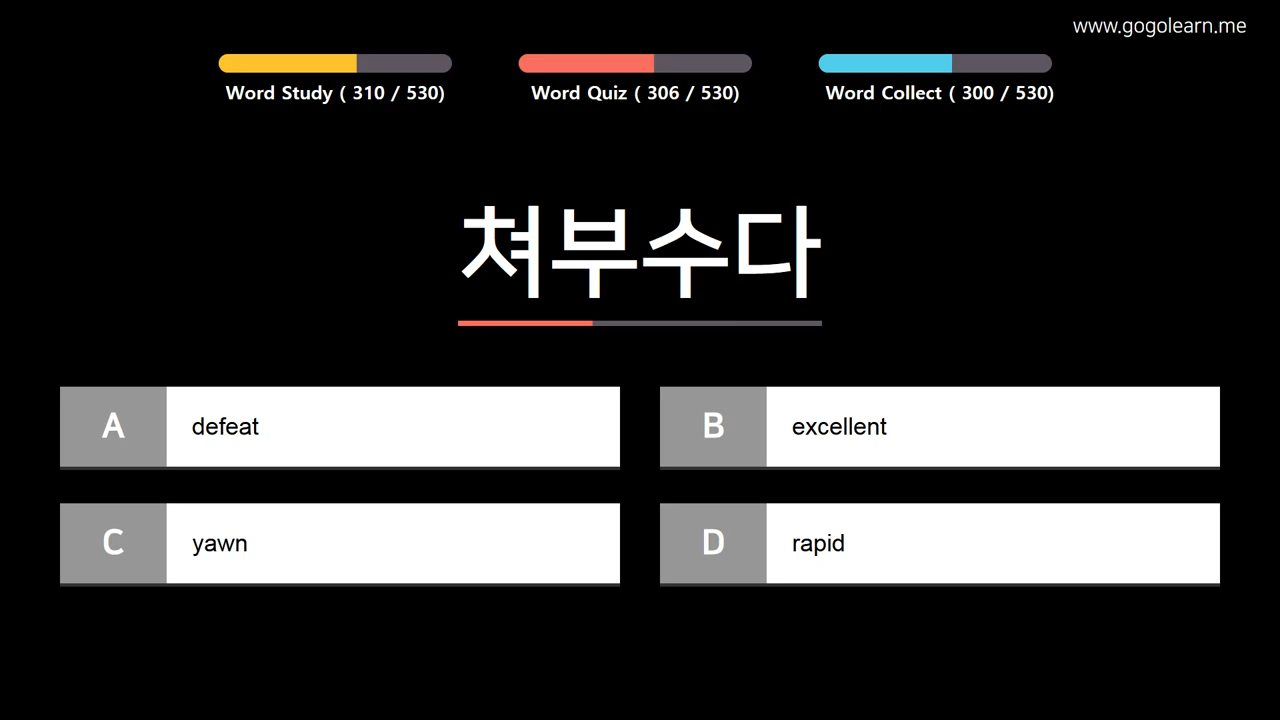 www.gogolearn.me
Word Study ( 310 / 530)
Word Quiz ( 306 / 530)
Word Collect ( 300 / 530)
쳐부수다
A defeat
B excellent
C yawn
D rapid